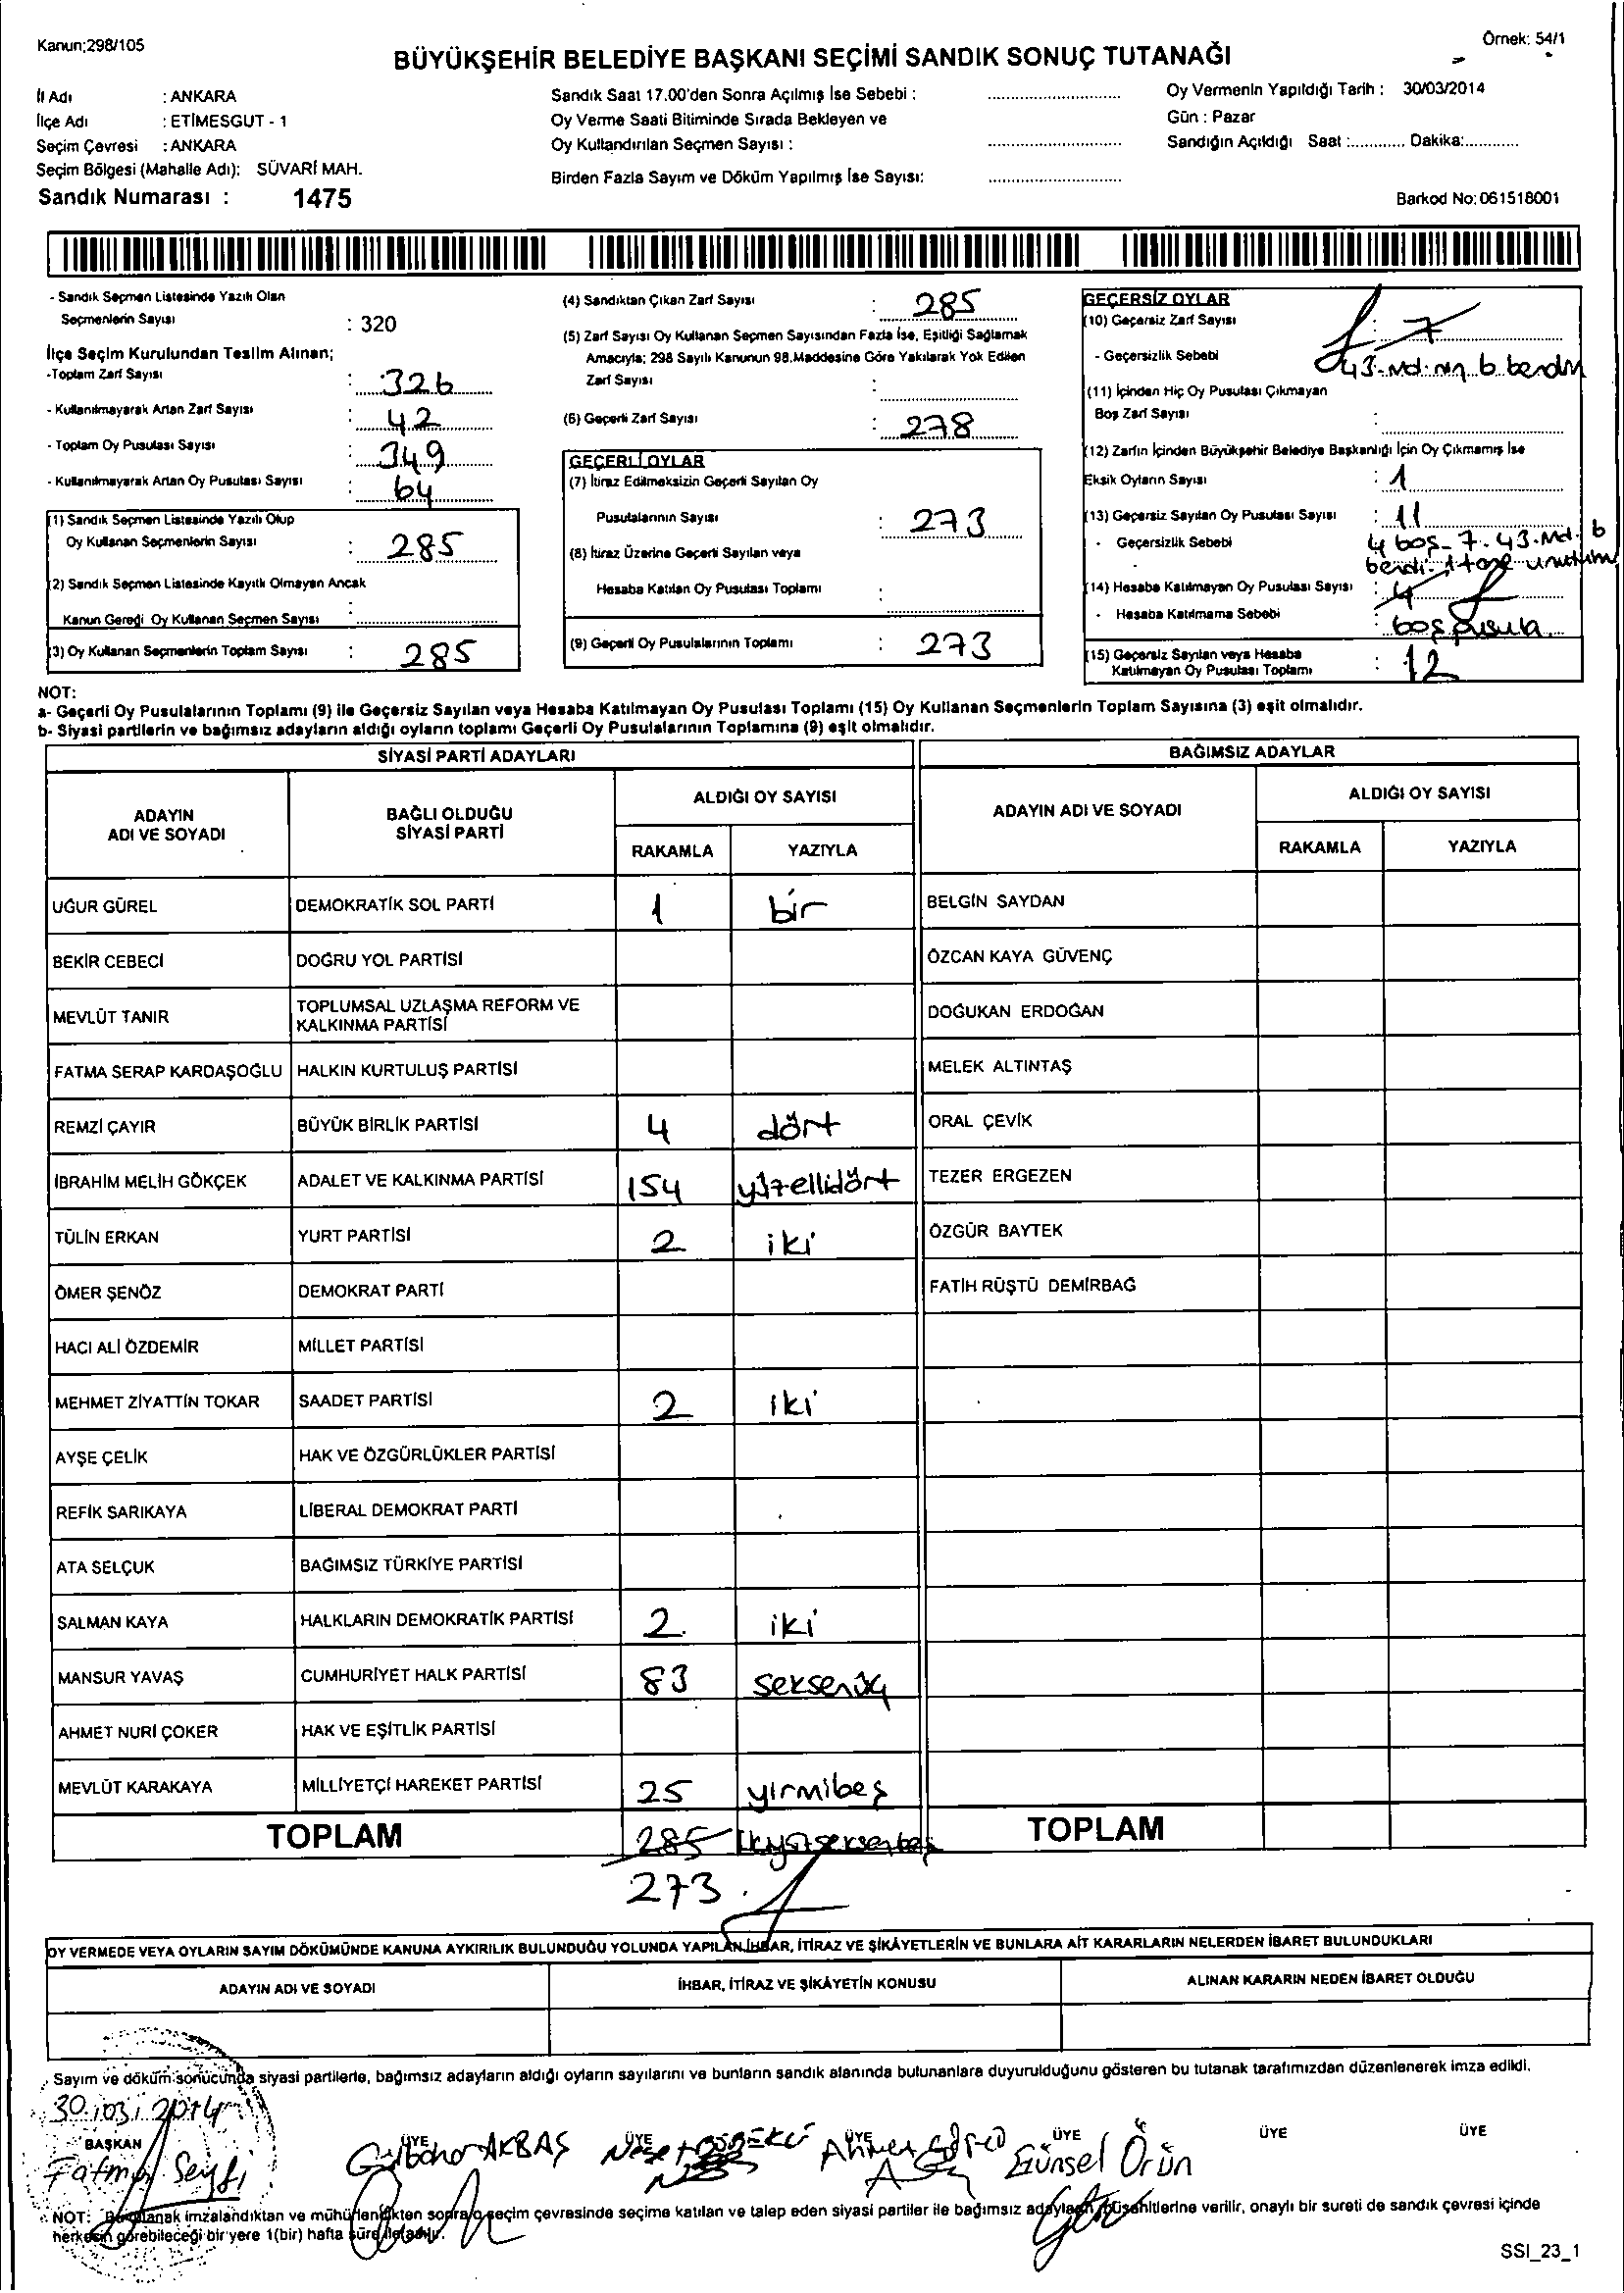 Kanun;298/105
Örnek: 54/1
BÜYÜKŞEHİR BELEDİYE BAŞKANI SEÇİMİ SANDIK SONUÇ TUTANAĞI
İl Adı : ANKARA
İlçe Adı : ETİMESGUT - 1
Seçim Çevresi : ANKARA
Seçim Bölgesi (Mahalle Adı): SÜVARİ MAH.
Sandık Numarası : 1475
Sandık Saat 17.00'den Sonra Açılmış İse Sebebi :
Oy Verme Saati Bitiminde Sırada Bekleyen ve
Oy Kullandırılan Seçmen Sayısı :
Birden Fazla Sayım ve Döküm Yapılmış İse Sayısı:
Oy Vermenin Yapıldığı Tarih : 30/03/2014
Gün : Pazar
Sandığın Açıldığı Saat :............ Dakika:............
Barkod No:061518001
- Sandık Seçmen Listesinde Yazılı Olan
Seçmenlerin Sayısı : 320
İlçe Seçim Kurulundan Teslim Alınan;
-Toplam Zarf Sayısı : 326
- Kullanılmayarak Artan Zarf Sayısı : 42
- Toplam Oy Pusulası Sayısı : 349
- Kullanılmayarak Artan Oy Pusulası Sayısı : 64
(1) Sandık Seçmen Listesinde Yazılı Olup
Oy Kullanan Seçmenlerin Sayısı : 285
(2) Sandık Seçmen Listesinde Kayıtlı Olmayan Ancak
Kanun Gereği Oy Kullanan Seçmen Sayısı :
(3) Oy Kullanan Seçmenlerin Toplam Sayısı : 285
(4) Sandıktan Çıkan Zarf Sayısı : 285
(5) Zarf Sayısı Oy Kullanan Seçmen Sayısından Fazla İse, Eşitliği Sağlamak
Amacıyla; 298 Sayılı Kanunun 98.Maddesine Göre Yakılarak Yok Edilen
Zarf Sayısı :
(6) Geçerli Zarf Sayısı : 278
GEÇERLİ OYLAR
(7) İtiraz Edilmeksizin Geçerli Sayılan Oy
Pusulalarının Sayısı : 273
(8) İtiraz Üzerine Geçerli Sayılan veya
Hesaba Katılan Oy Pusulası Toplamı :
(9) Geçerli Oy Pusulalarının Toplamı : 273
GEÇERSİZ OYLAR
(10) Geçersiz Zarf Sayısı : 7
- Geçersizlik Sebebi 43. Md. nın b bendin
(11) İçinden Hiç Oy Pusulası Çıkmayan
Boş Zarf Sayısı :
(12) Zarfın İçinden Büyükşehir Belediye Başkanlığı İçin Oy Çıkmamış İse
Eksik Oyların Sayısı : 1
(13) Geçersiz Sayılan Oy Pusulası Sayısı : 11
- Geçersizlik Sebebi 4 boş - 7. 43. Md. b
bendi - 1
(14) Hesaba Katılmayan Oy Pusulası Sayısı : 4
- Hesaba Katılmama Sebebi : boş pusula
(15) Geçersiz Sayılan veya Hesaba
Katılmayan Oy Pusulası Toplamı : 12
NOT:
a- Geçerli Oy Pusulalarının Toplamı (9) ile Geçersiz Sayılan veya Hesaba Katılmayan Oy Pusulası Toplamı (15) Oy Kullanan Seçmenlerin Toplam Sayısına (3) eşit olmalıdır.
b- Siyasi partilerin ve bağımsız adayların aldığı oyların toplamı Geçerli Oy Pusulalarının Toplamına (9) eşit olmalıdır.
SİYASİ PARTİ ADAYLARI
BAĞIMSIZ ADAYLAR
ADAYIN
ADI VE SOYADI
BAĞLI OLDUĞU
SİYASİ PARTİ
ALDIĞI OY SAYISI
RAKAMLA YAZIYLA
ADAYIN ADI VE SOYADI
ALDIĞI OY SAYISI
RAKAMLA YAZIYLA
UĞUR GÜREL DEMOKRATİK SOL PARTİ 1 bir BELGİN SAYDAN
BEKİR CEBECİ DOĞRU YOL PARTİSİ ÖZCAN KAYA GÜVENÇ
MEVLÜT TANIR TOPLUMSAL UZLAŞMA REFORM VE
KALKINMA PARTİSİ DOĞUKAN ERDOĞAN
FATMA SERAP KARDAŞOĞLU HALKIN KURTULUŞ PARTİSİ MELEK ALTINTAŞ
REMZİ ÇAYIR BÜYÜK BİRLİK PARTİSİ 4 dört ORAL ÇEVİK
İBRAHİM MELİH GÖKÇEK ADALET VE KALKINMA PARTİSİ 154 yüzellidört TEZER ERGEZEN
TÜLİN ERKAN YURT PARTİSİ 2 iki ÖZGÜR BAYTEK
ÖMER ŞENÖZ DEMOKRAT PARTİ FATİH RÜŞTÜ DEMİRBAĞ
HACI ALİ ÖZDEMİR MİLLET PARTİSİ
MEHMET ZİYATTİN TOKAR SAADET PARTİSİ 2 iki
AYŞE ÇELİK HAK VE ÖZGÜRLÜKLER PARTİSİ
REFİK SARIKAYA LİBERAL DEMOKRAT PARTİ
ATA SELÇUK BAĞIMSIZ TÜRKİYE PARTİSİ
SALMAN KAYA HALKLARIN DEMOKRATİK PARTİSİ 2 iki
MANSUR YAVAŞ CUMHURİYET HALK PARTİSİ 83 seksenüç
AHMET NURİ ÇOKER HAK VE EŞİTLİK PARTİSİ
MEVLÜT KARAKAYA MİLLİYETÇİ HAREKET PARTİSİ 25 yirmibeş
TOPLAM 285 ikiyüzseksenbeş TOPLAM
273
OY VERMEDE VEYA OYLARIN SAYIM DÖKÜMÜNDE KANUNA AYKIRILIK BULUNDUĞU YOLUNDA YAPILAN İHBAR, İTİRAZ VE ŞİKÂYETLERİN VE BUNLARA AİT KARARLARIN NELERDEN İBARET BULUNDUKLARI
ADAYIN ADI VE SOYADI İHBAR, İTİRAZ VE ŞİKÂYETİN KONUSU ALINAN KARARIN NEDEN İBARET OLDUĞU
Sayım ve döküm sonucunda siyasi partilerle, bağımsız adayların aldığı oyların sayılarını ve bunların sandık alanında bulunanlara duyurulduğunu gösteren bu tutanak tarafımızdan düzenlenerek imza edildi.
30/03/2014
BAŞKAN ÜYE ÜYE ÜYE ÜYE ÜYE ÜYE
Fatma Seyfi Gülbahar AKBAŞ Ahmet Günsel Örün
NOT: Bu tutanak imzalandıktan ve mühürlendikten sonra o seçim çevresinde seçime katılan ve talep eden siyasi partiler ile bağımsız adayların müşahitlerine verilir, onaylı bir sureti de sandık çevresi içinde
herkesin görebileceği bir yere 1(bir) hafta süre ile asılır.
SSI_23_1